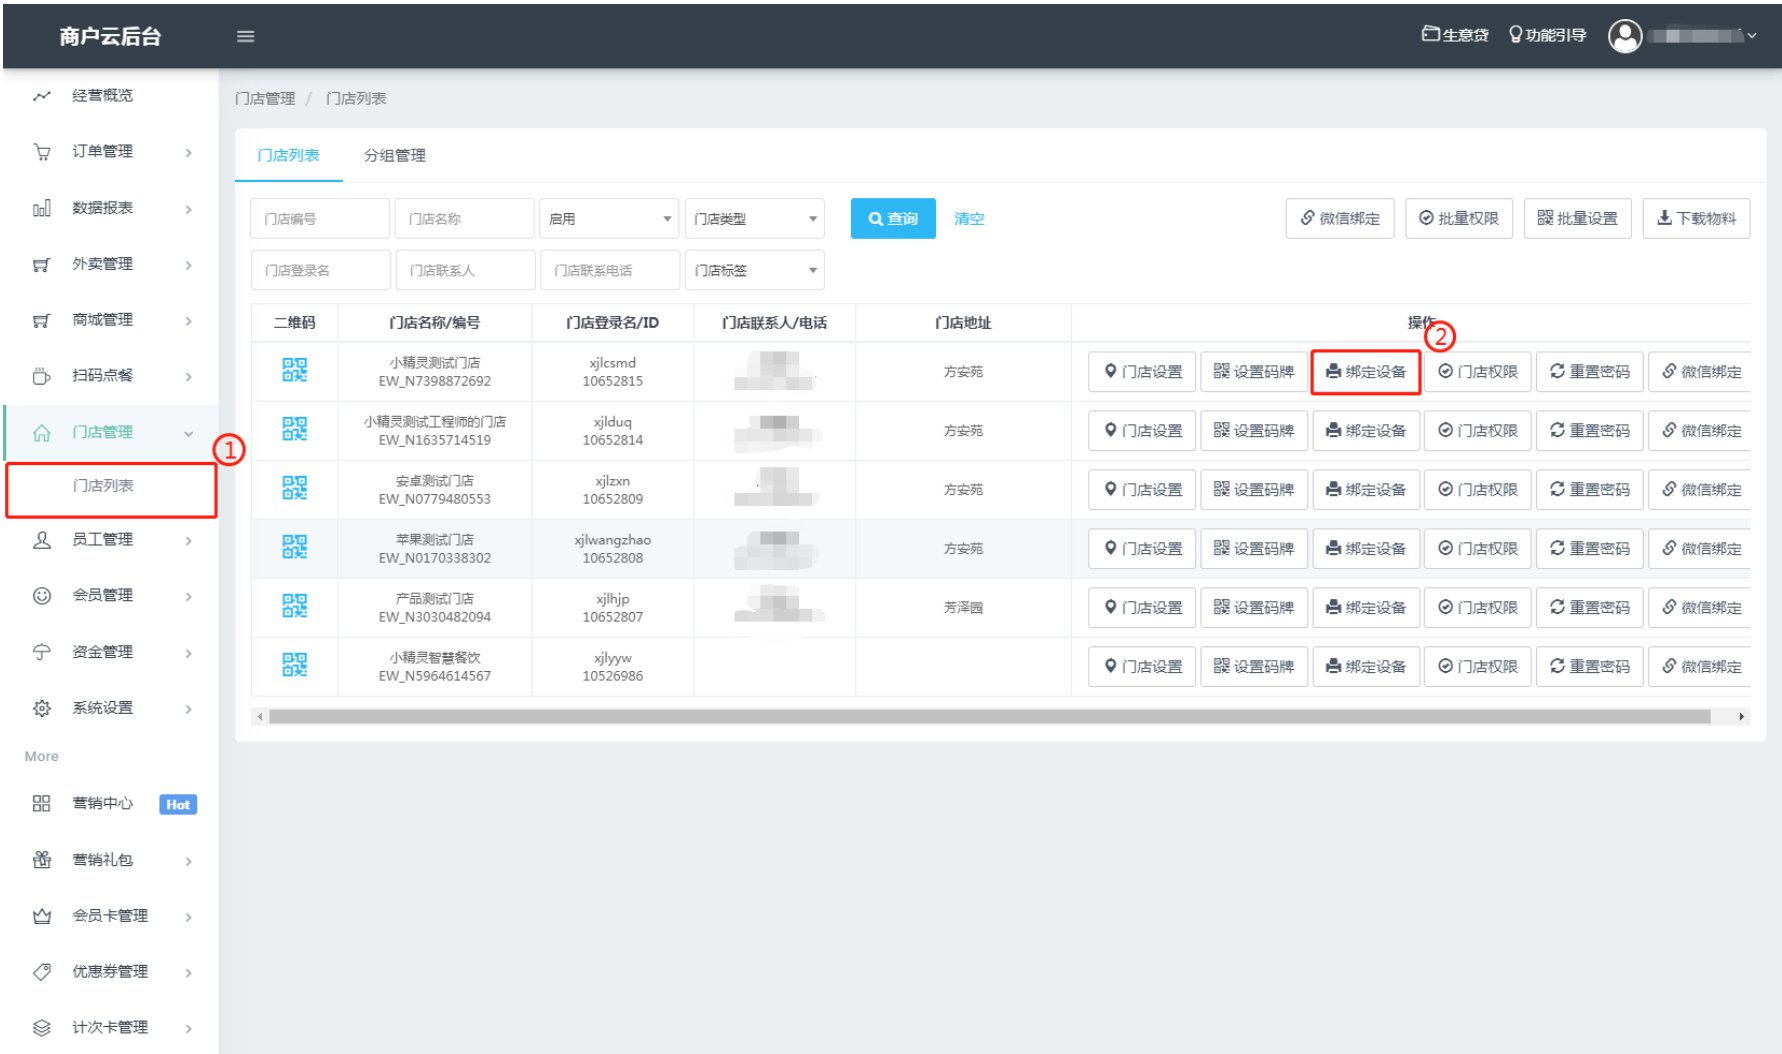 商户云后台
生意贷 功能引导
经营概览
订单管理
数据报表
外卖管理
商城管理
扫码点餐
门店管理
①
门店列表
员工管理
会员管理
资金管理
系统设置
More
营销中心 Hot
营销礼包
会员卡管理
优惠券管理
计次卡管理
门店管理 / 门店列表
门店列表 分组管理
门店编号 门店名称 启用 门店类型 查询 清空 微信绑定 批量权限 批量设置 下载物料
门店登录名 门店联系人 门店联系电话 门店标签
二维码 门店名称/编号 门店登录名/ID 门店联系人/电话 门店地址 操作
②
小精灵测试门店 xjlcsmd
EW_N7398872692 10652815
方安苑 门店设置 设置码牌 绑定设备 门店权限 重置密码 微信绑定
小精灵测试工程师的门店 xjlduq
EW_N1635714519 10652814
方安苑 门店设置 设置码牌 绑定设备 门店权限 重置密码 微信绑定
安卓测试门店 xjlzxn
EW_N0779480553 10652809
方安苑 门店设置 设置码牌 绑定设备 门店权限 重置密码 微信绑定
苹果测试门店 xjlwangzhao
EW_N0170338302 10652808
方安苑 门店设置 设置码牌 绑定设备 门店权限 重置密码 微信绑定
产品测试门店 xjlhjp
EW_N3030482094 10652807
芳泽园 门店设置 设置码牌 绑定设备 门店权限 重置密码 微信绑定
小精灵智慧餐饮 xjlyyw
EW_N5964614567 10526986
门店设置 设置码牌 绑定设备 门店权限 重置密码 微信绑定